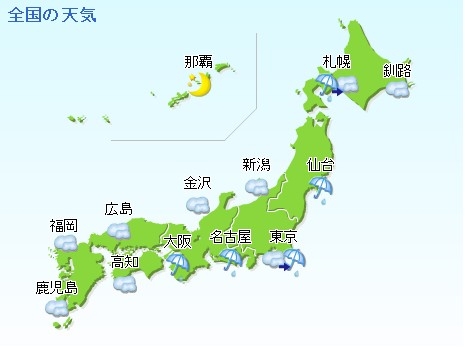 全国の天気
那覇
札幌
釧路
新潟
仙台
金沢
広島
福岡
大阪
名古屋
東京
高知
鹿児島